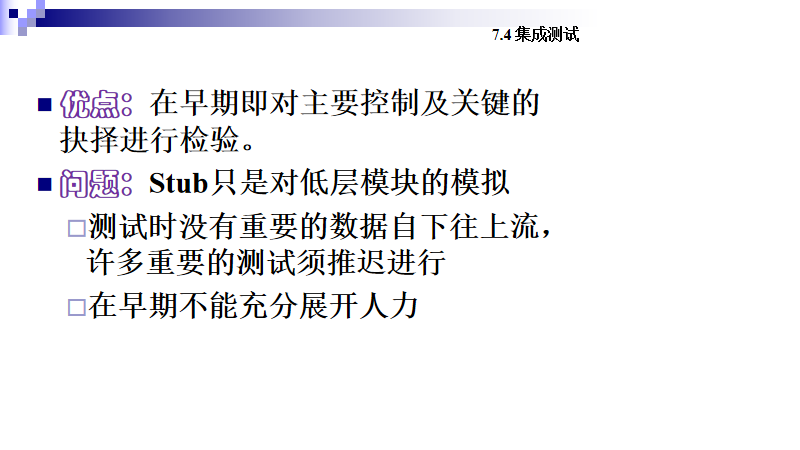 7.4 集成测试
优点：在早期即对主要控制及关键的
抉择进行检验。
问题：Stub只是对低层模块的模拟
测试时没有重要的数据自下往上流，
许多重要的测试须推迟进行
在早期不能充分展开人力